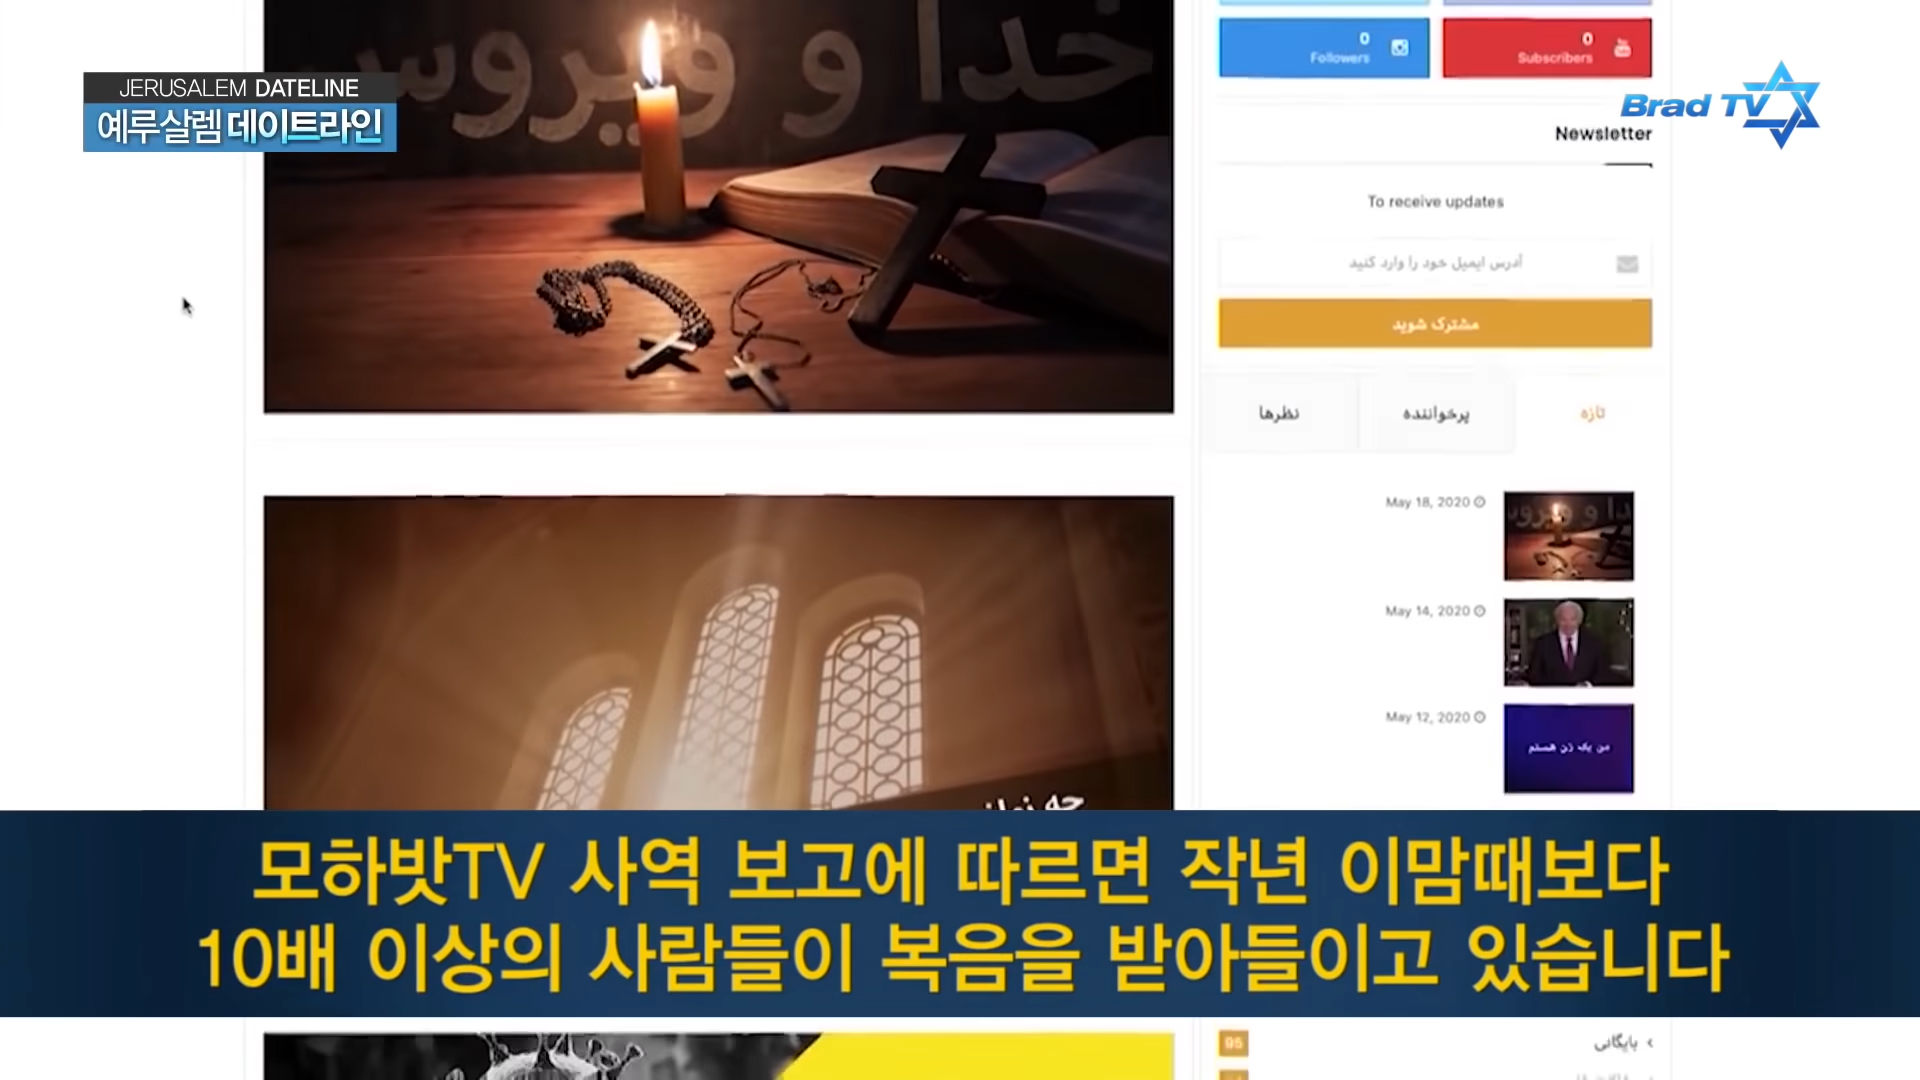 JERUSALEM DATELINE
예루살렘 데이트라인
خدا و ویروس
0
Followers
0
Subscribers
Brad TV
Newsletter
To receive updates
آدرس ایمیل خود را وارد کنید
مشترک شوید
تازه
پرخواننده
نظرها
May 18, 2020
May 14, 2020
May 12, 2020
من یک زن هستم
چه
모하밧TV 사역 보고에 따르면 작년 이맘때보다
10배 이상의 사람들이 복음을 받아들이고 있습니다
بایگانی
95